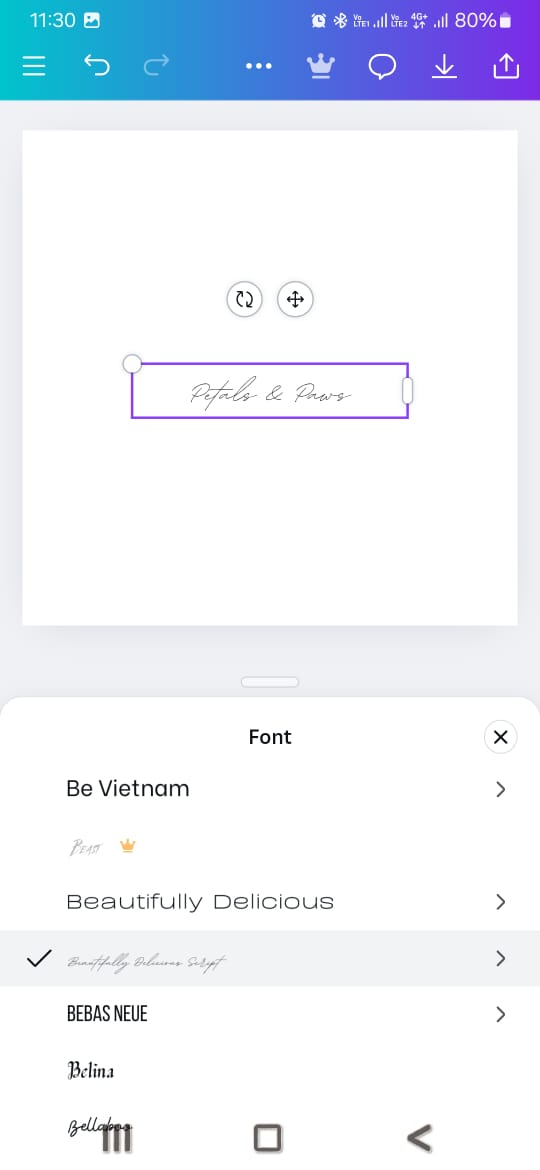 11:30
Vo LTE1 Vo LTE2 4G+ 80%
Petals & Paws
Font
Be Vietnam
Beast
Beautifully Delicious
Beautifully Delicious Script
BEBAS NEUE
Belina